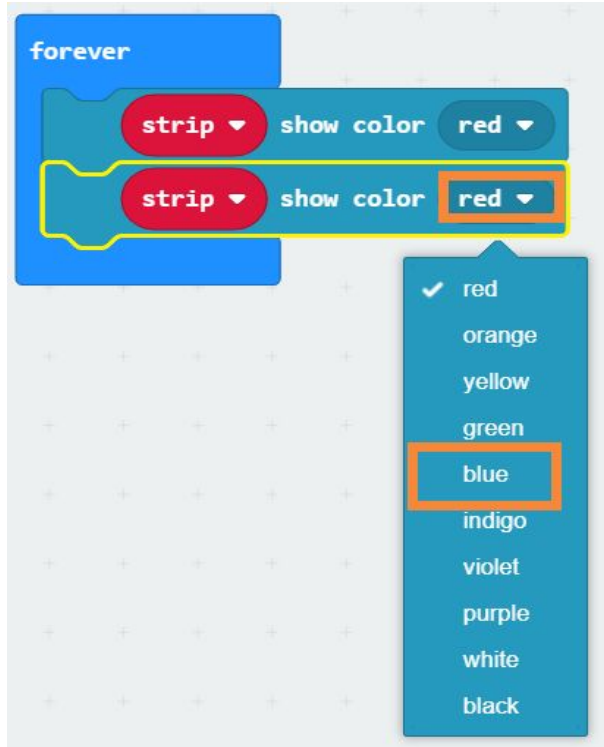 forever
strip show color red
strip show color red
red
orange
yellow
green
blue
indigo
violet
purple
white
black